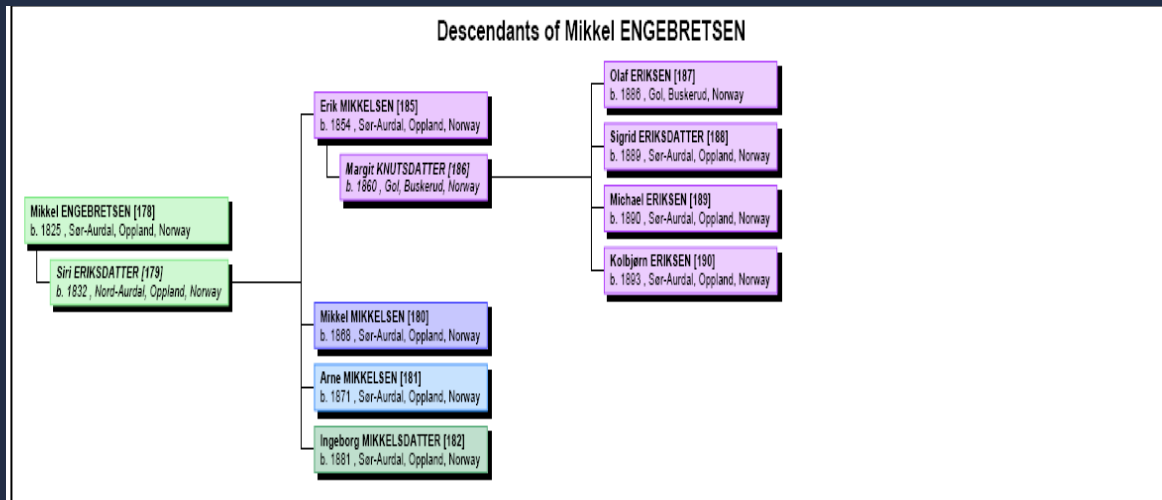 Descendants of Mikkel ENGEBRETSEN
Mikkel ENGEBRETSEN [178]
b. 1825 , Sør-Aurdal, Oppland, Norway
Siri ERIKSDATTER [179]
b. 1832 , Nord-Aurdal, Oppland, Norway
Erik MIKKELSEN [185]
b. 1854 , Sør-Aurdal, Oppland, Norway
Margit KNUTSDATTER [186]
b. 1860 , Gol, Buskerud, Norway
Olaf ERIKSEN [187]
b. 1886 , Gol, Buskerud, Norway
Sigrid ERIKSDATTER [188]
b. 1889 , Sør-Aurdal, Oppland, Norway
Michael ERIKSEN [189]
b. 1890 , Sør-Aurdal, Oppland, Norway
Kolbjørn ERIKSEN [190]
b. 1893 , Sør-Aurdal, Oppland, Norway
Mikkel MIKKELSEN [180]
b. 1868 , Sør-Aurdal, Oppland, Norway
Arne MIKKELSEN [181]
b. 1871 , Sør-Aurdal, Oppland, Norway
Ingeborg MIKKELSDATTER [182]
b. 1881 , Sør-Aurdal, Oppland, Norway